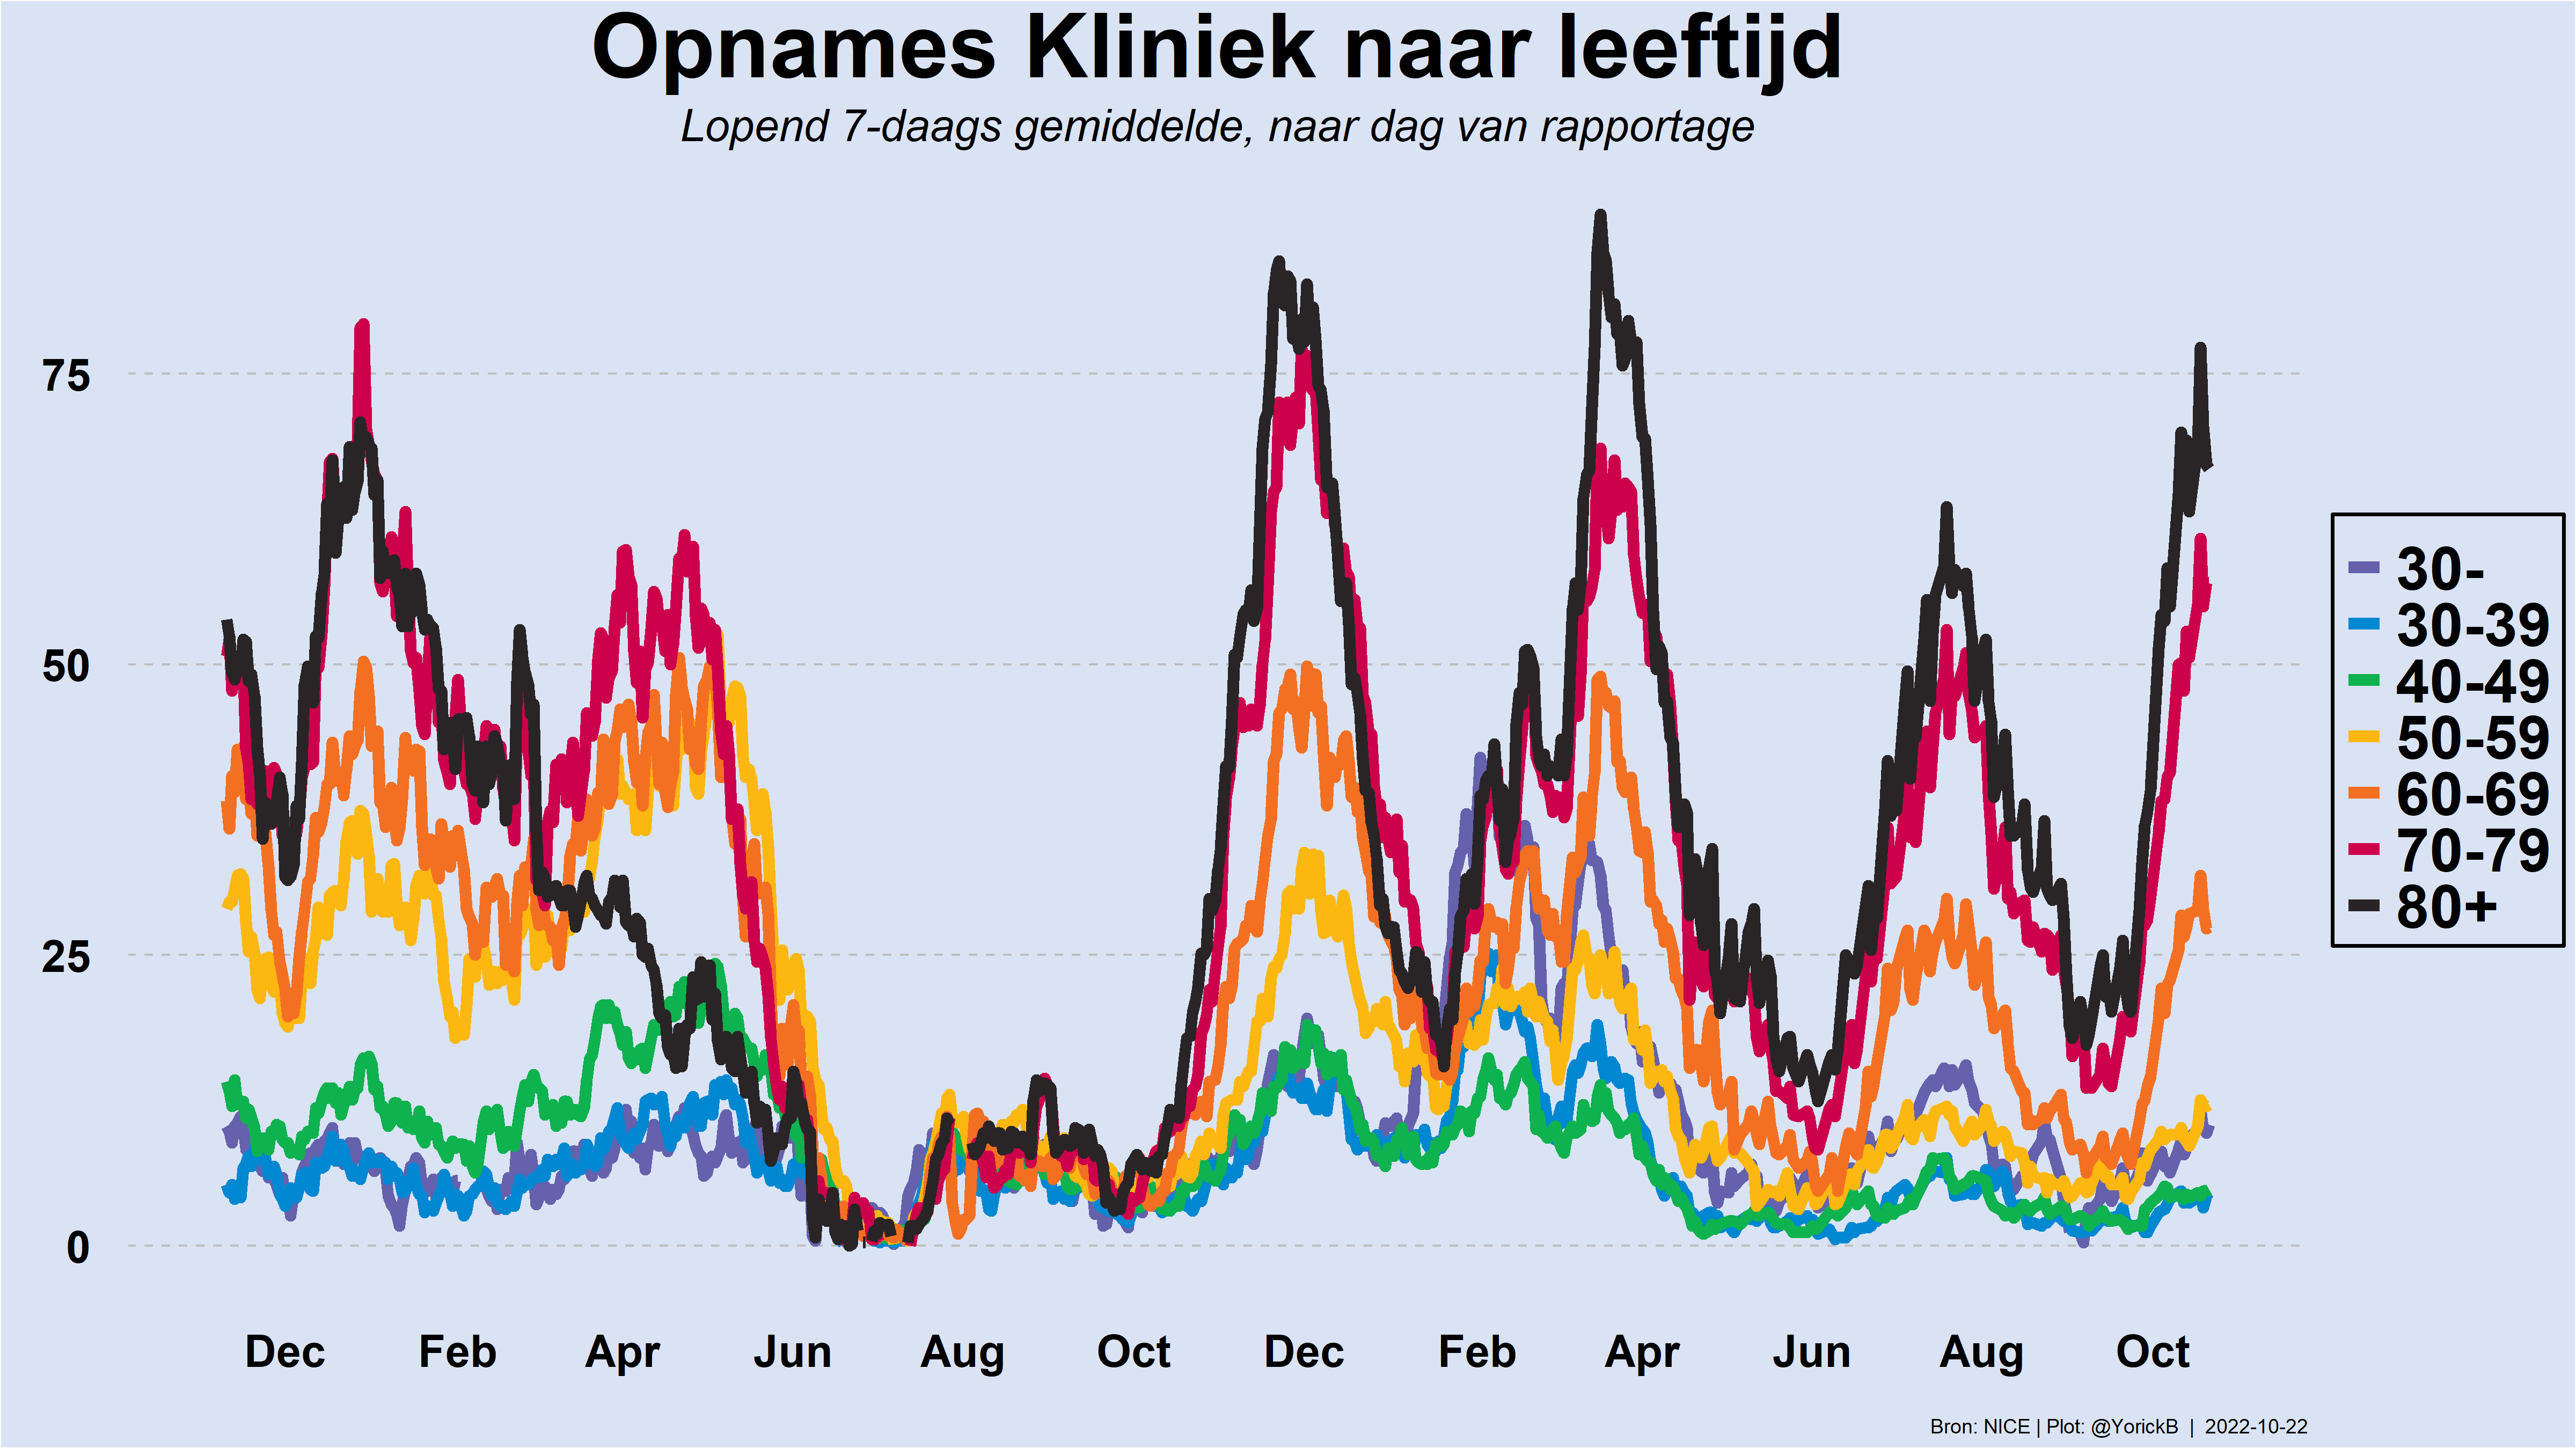 Opnames Kliniek naar leeftijd
Lopend 7-daags gemiddelde, naar dag van rapportage
75
50
25
0
Dec Feb Apr Jun Aug Oct Dec Feb Apr Jun Aug Oct
30-
30-39
40-49
50-59
60-69
70-79
80+
Bron: NICE | Plot: @YorickB | 2022-10-22